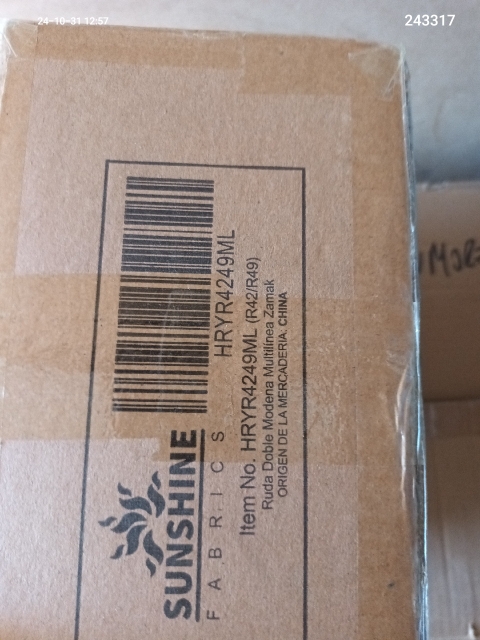 24-10-31 12:57
243317
HRYR4249ML
SUNSHINE
FABRICS
Item No. HRYR4249ML (R42/R49)
Ruda Doble Modena Multilínea Zamak
ORIGEN DE LA MERCADERIA: CHINA